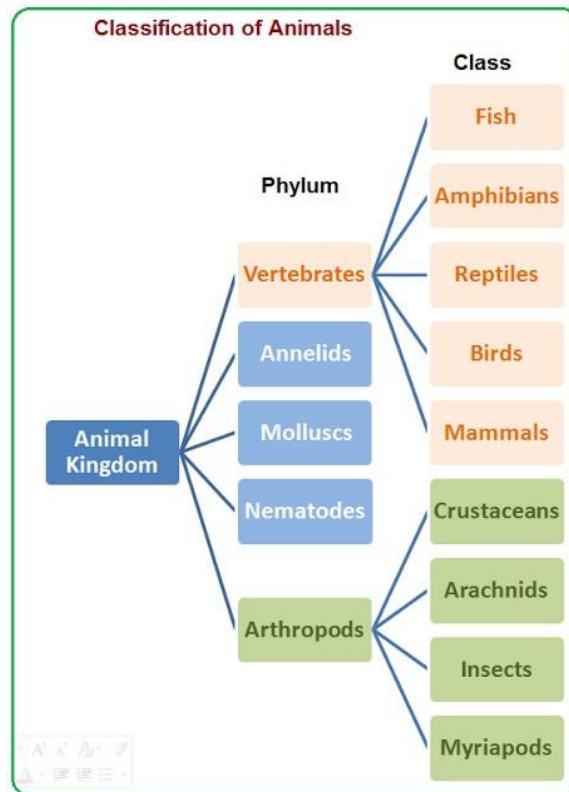 Classification of Animals
Class
Phylum
Animal
Kingdom
Vertebrates
Annelids
Molluscs
Nematodes
Arthropods
Fish
Amphibians
Reptiles
Birds
Mammals
Crustaceans
Arachnids
Insects
Myriapods